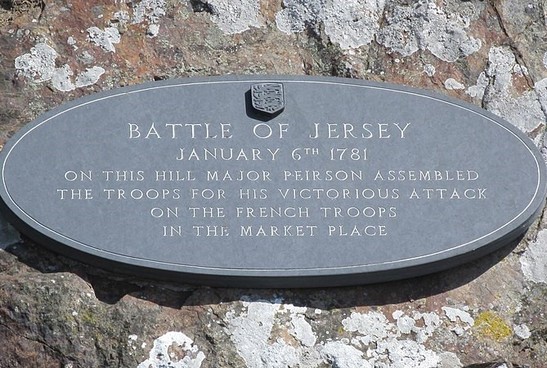 BATTLE OF JERSEY
JANUARY 6TH 1781
ON THIS HILL MAJOR PEIRSON ASSEMBLED
THE TROOPS FOR HIS VICTORIOUS ATTACK
ON THE FRENCH TROOPS
IN THE MARKET PLACE